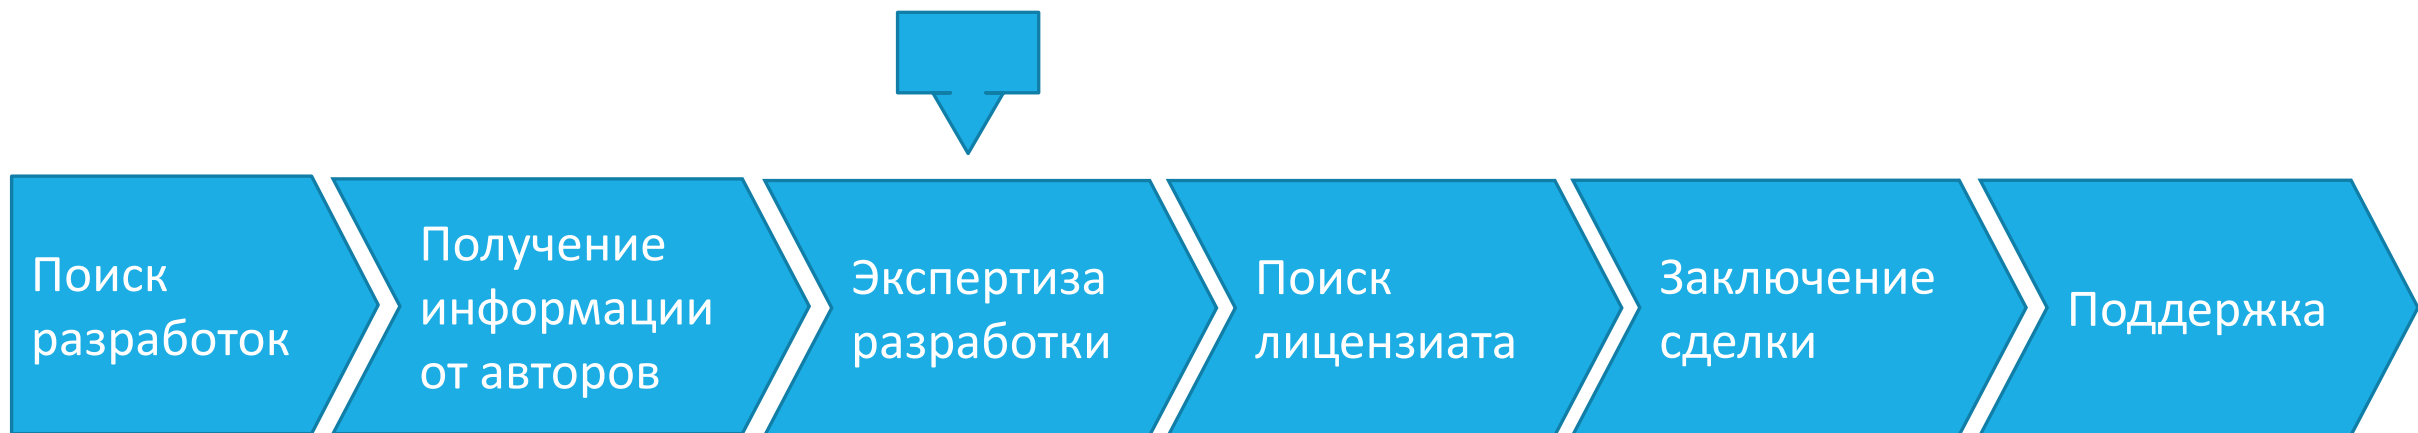 Поиск
разработок
Получение
информации
от авторов
Экспертиза
разработки
Поиск
лицензиата
Заключение
сделки
Поддержка